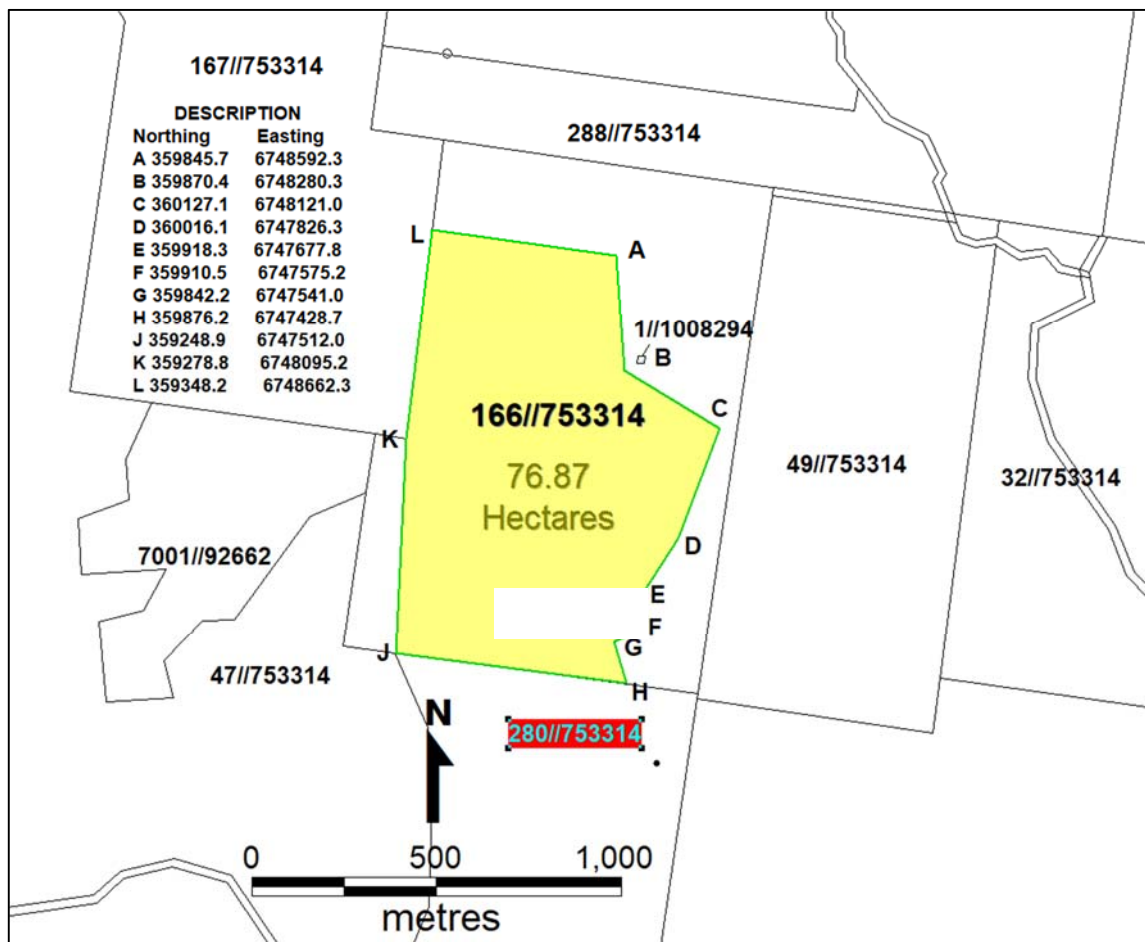 167//753314
DESCRIPTION
Northing Easting
A 359845.7 6748592.3
B 359870.4 6748280.3
C 360127.1 6748121.0
D 360016.1 6747826.3
E 359918.3 6747677.8
F 359910.5 6747575.2
G 359842.2 6747541.0
H 359876.2 6747428.7
J 359248.9 6747512.0
K 359278.8 6748095.2
L 359348.2 6748662.3
288//753314
L
A
1//1008294
B
C
166//753314
K
49//753314
32//753314
76.87
Hectares
D
7001//92662
E
F
G
J
47//753314
H
N
280//753314
0 500 1,000
metres